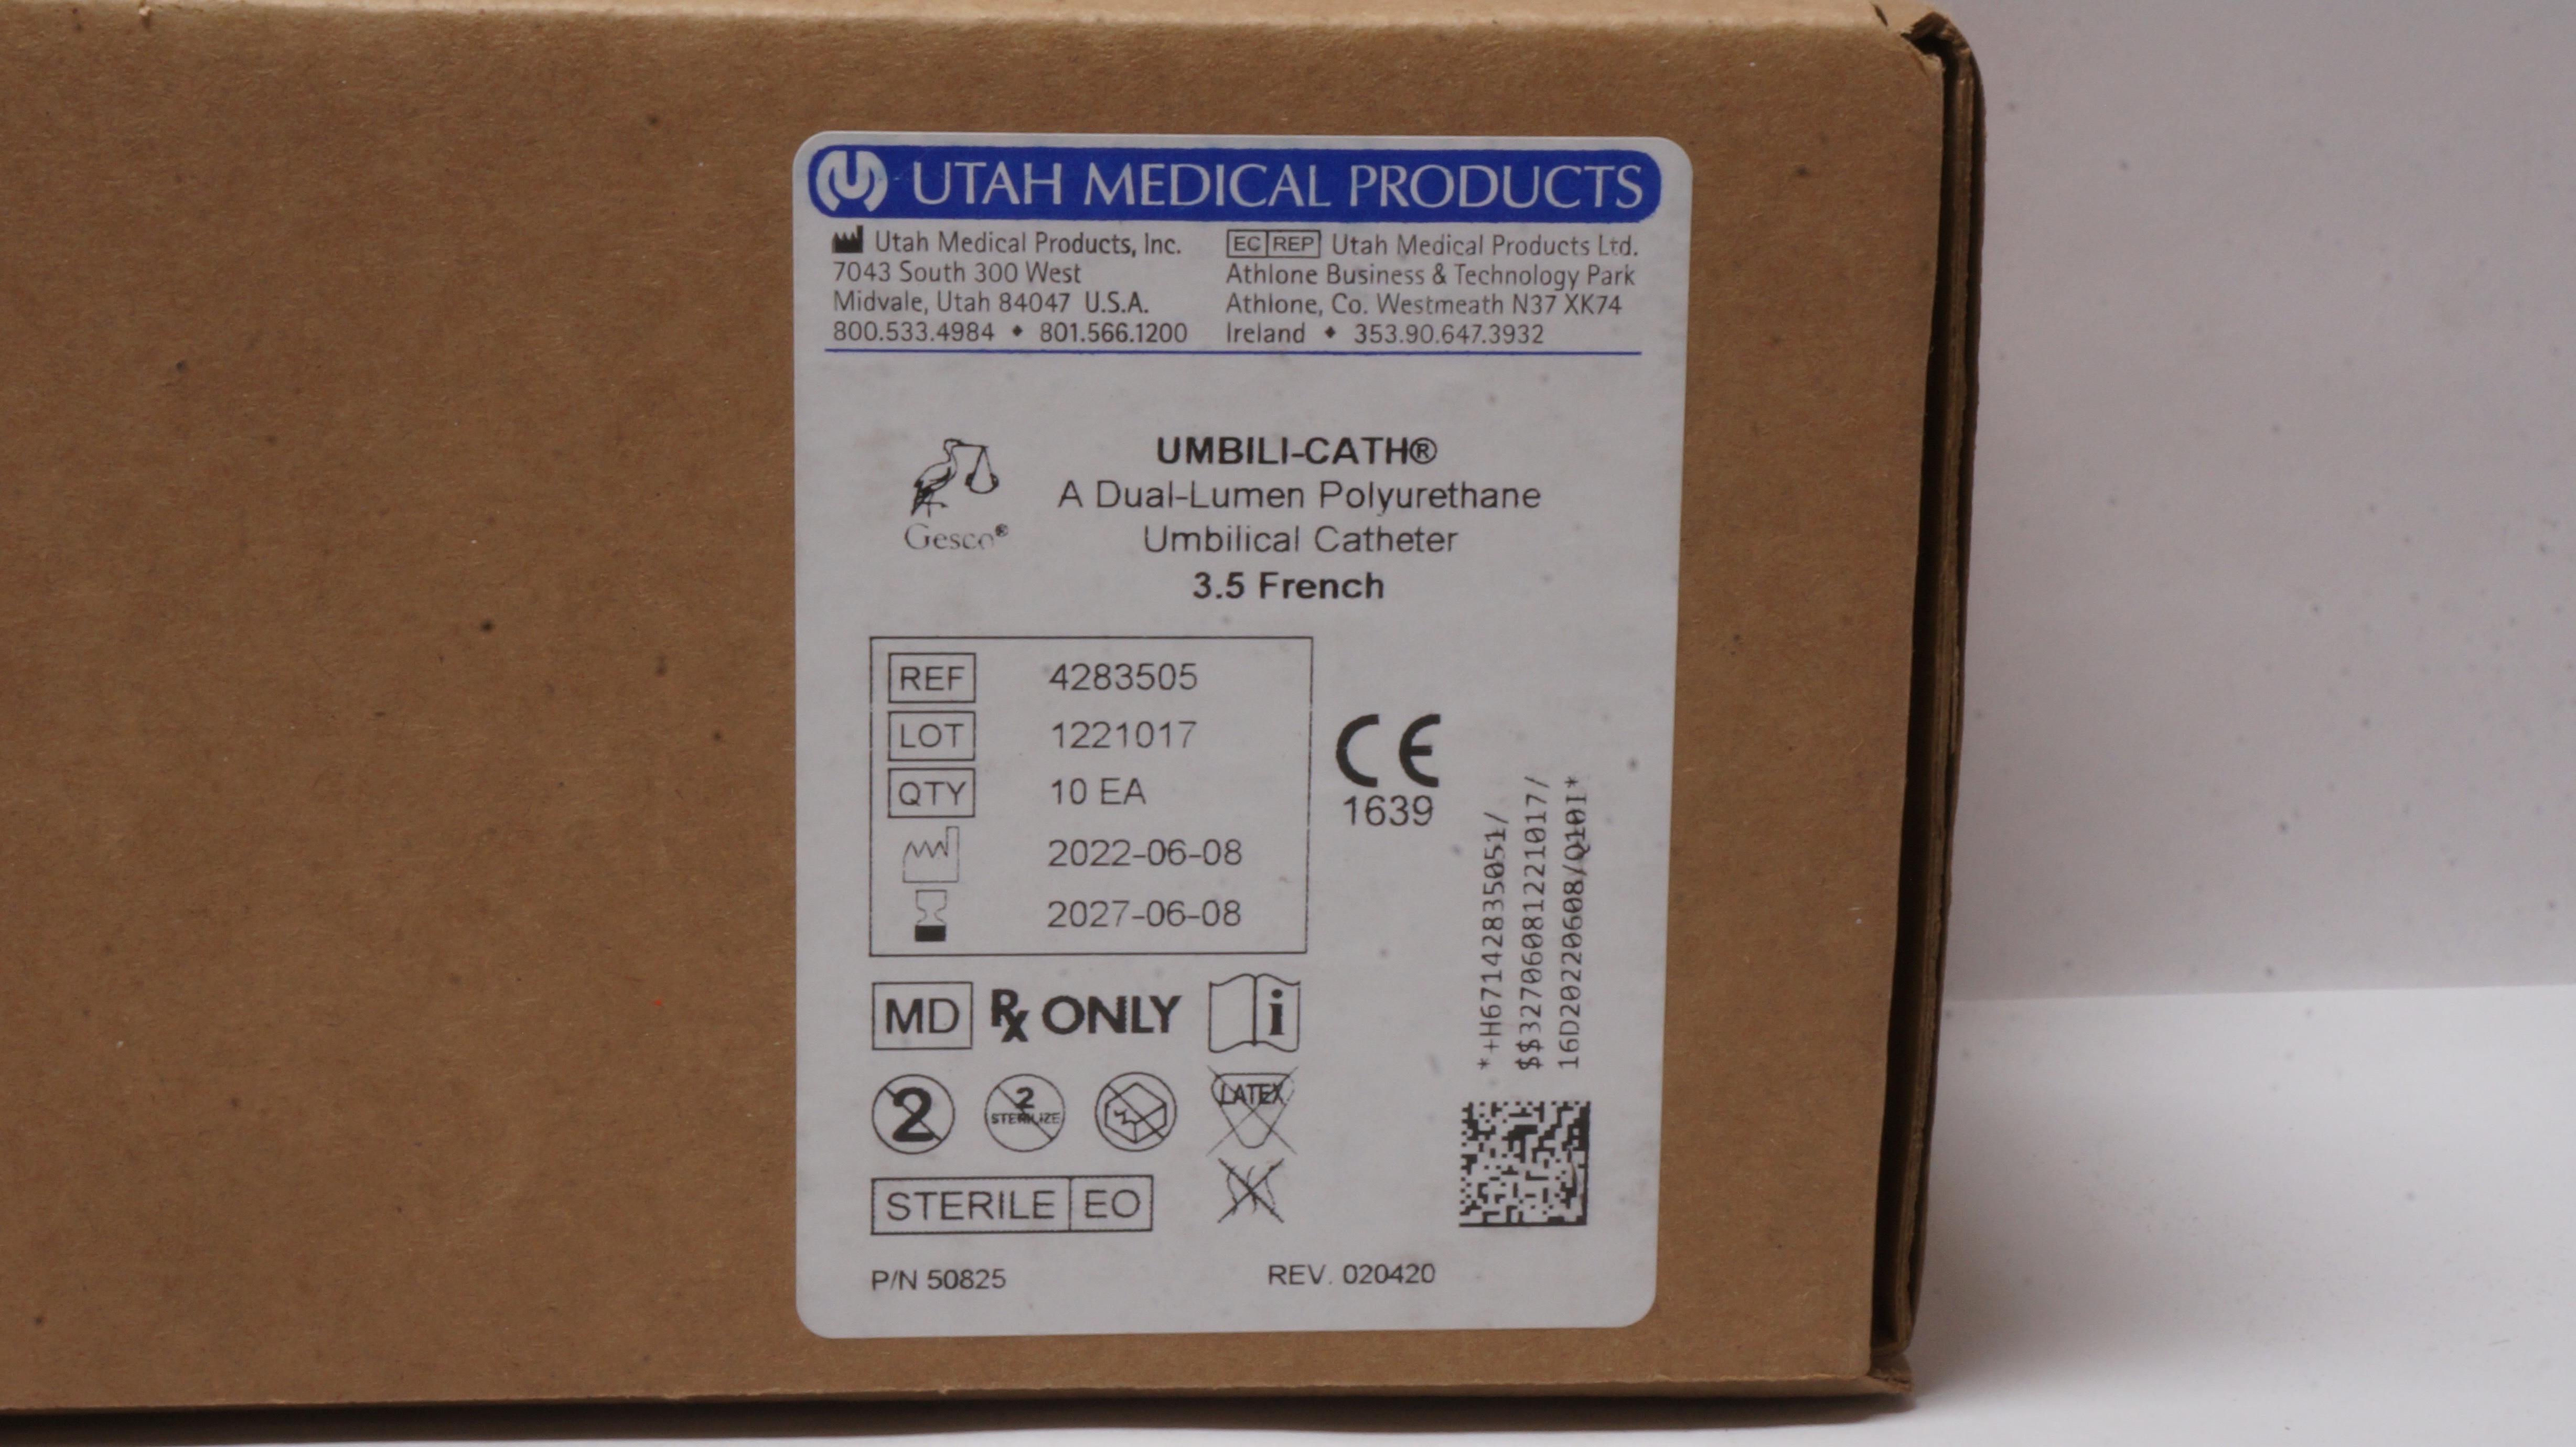 UTAH MEDICAL PRODUCTS
Utah Medical Products, Inc.
7043 South 300 West
Midvale, Utah 84047 U.S.A.
800.533.4984 ♦ 801.566.1200
EC REP Utah Medical Products Ltd.
Athlone Business & Technology Park
Athlone, Co. Westmeath N37 XK74
Ireland ♦ 353.90.647.3932
Gesco®
UMBILI-CATH®
A Dual-Lumen Polyurethane
Umbilical Catheter
3.5 French
REF 4283505
LOT 1221017
QTY 10 EA
2022-06-08
2027-06-08
CE
1639
*+H67142835051/
$$32706081221017/
16D20220608/Q10I*
MD Rx ONLY i
2
2
STERILIZE
LATEX
STERILE EO
P/N 50825
REV. 020420